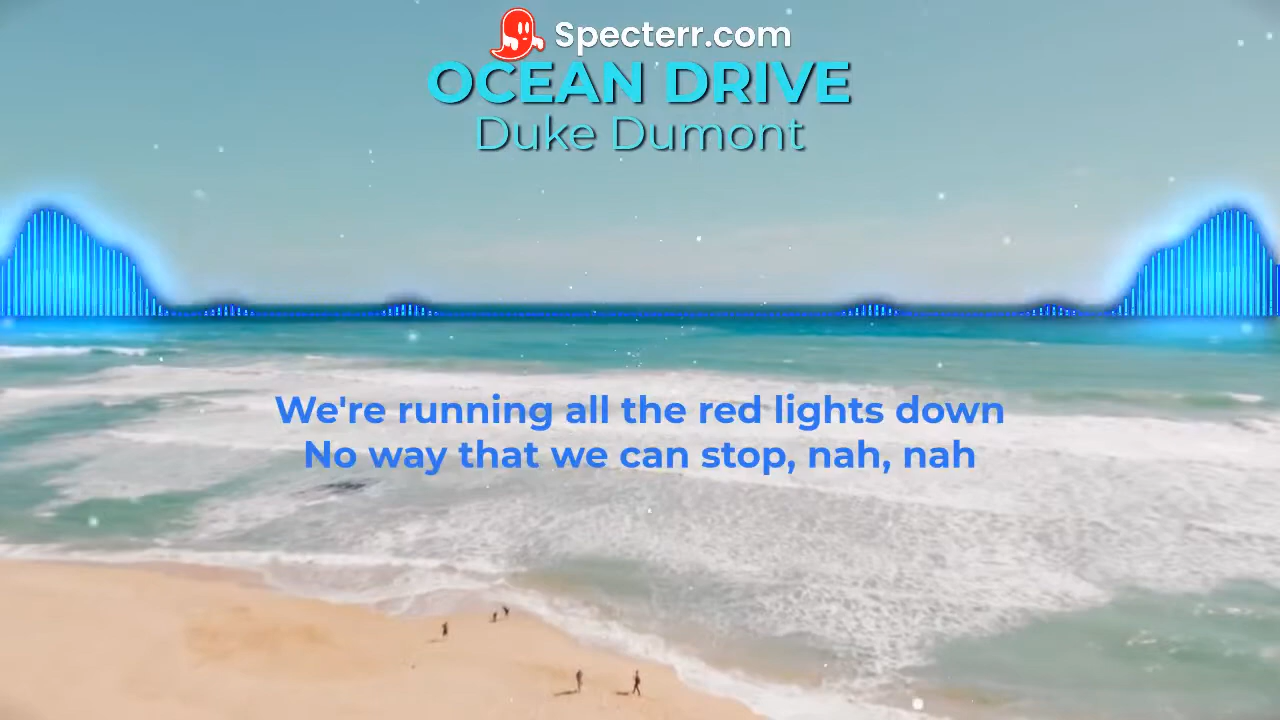 Specterr.com
OCEAN DRIVE
Duke Dumont
We're running all the red lights down
No way that we can stop, nah, nah